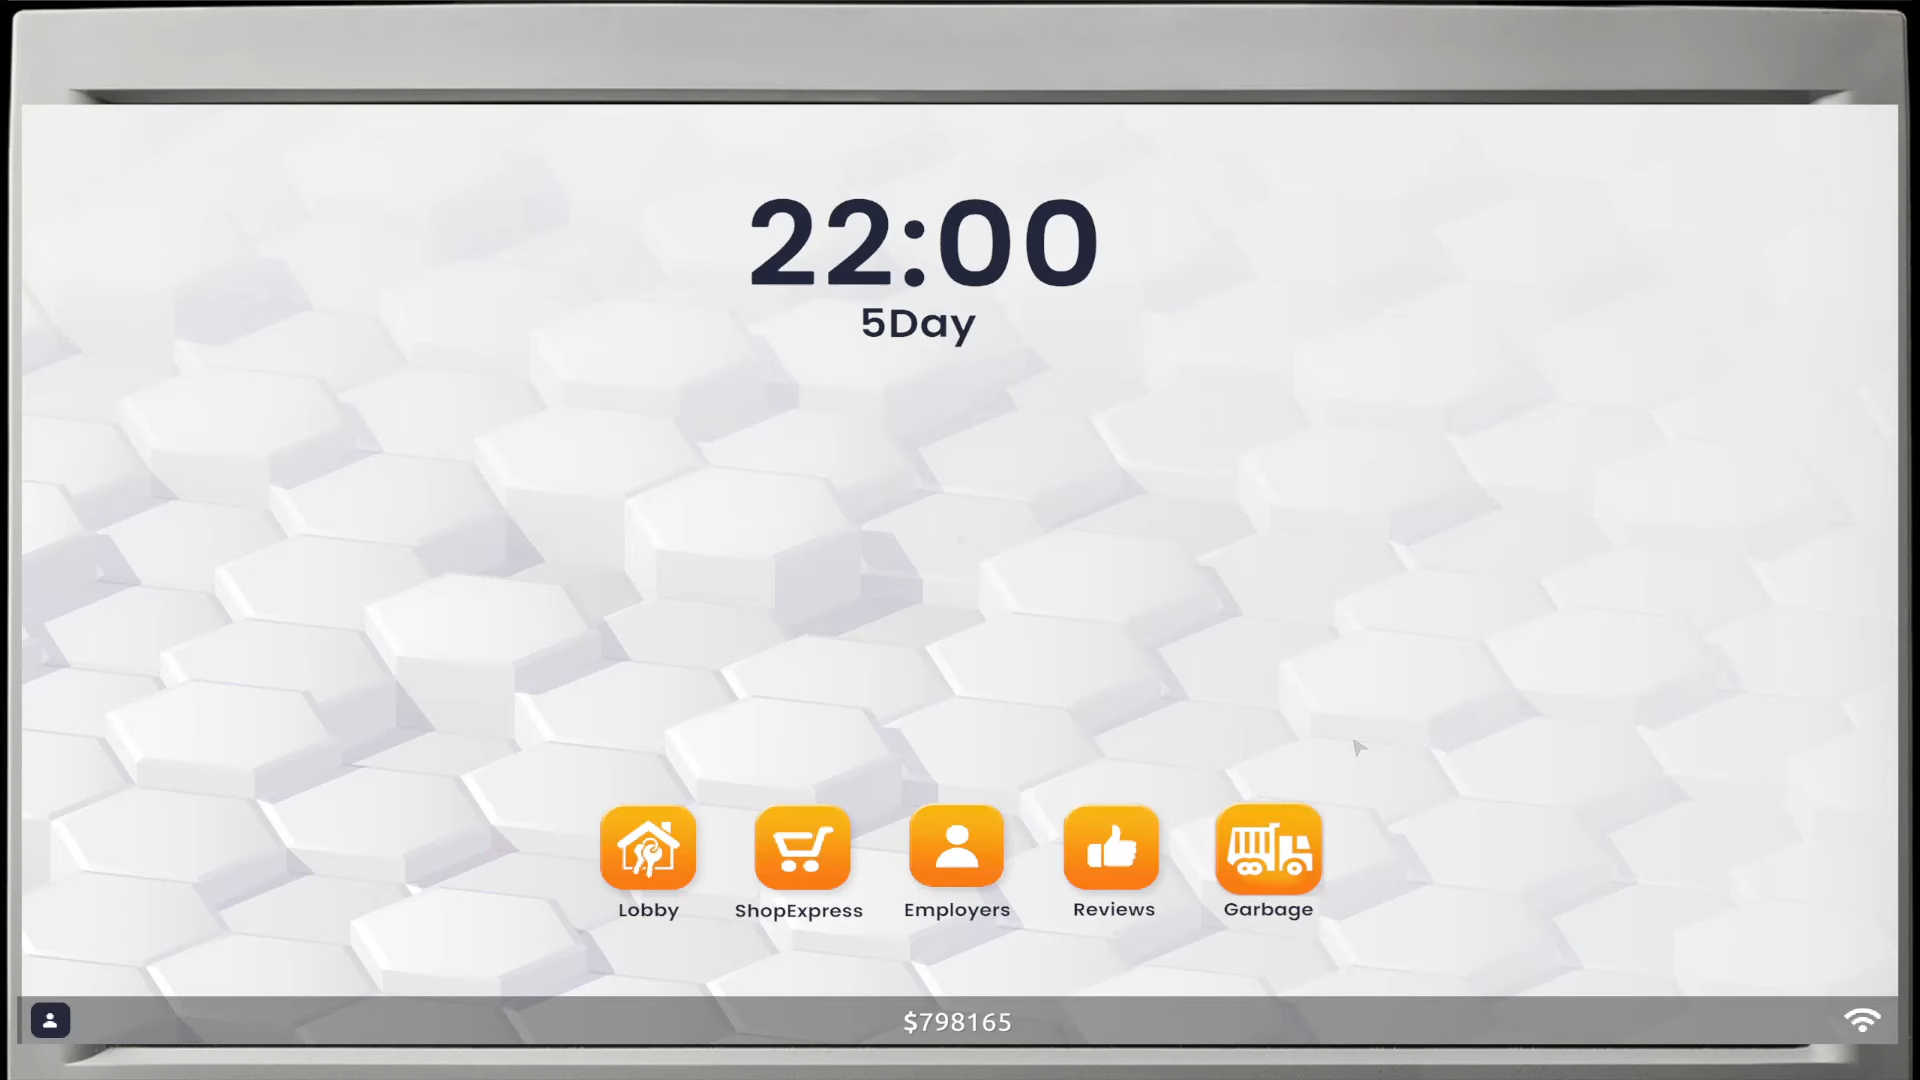 22:00
5Day
Lobby
ShopExpress
Employers
Reviews
Garbage
$798165